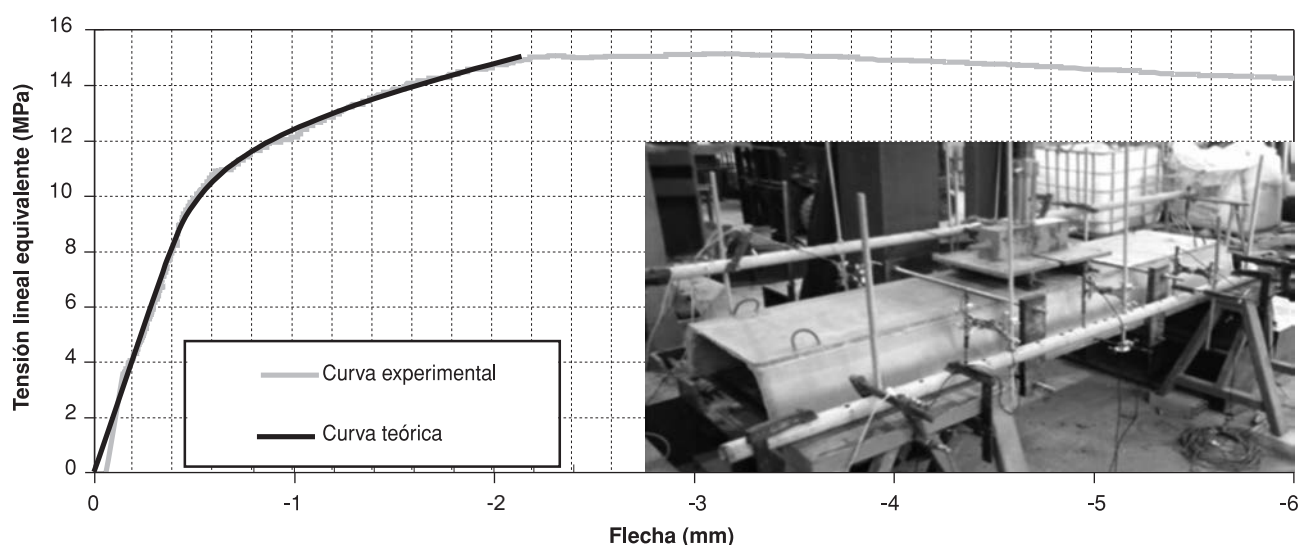 Tensión lineal equivalente (MPa)
16
14
12
10
8
6
4
2
0
Curva experimental
Curva teórica
0 -1 -2 -3 -4 -5 -6
Flecha (mm)